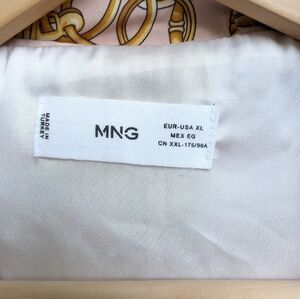 MADE IN
TURKEY
MNG
EUR-USA XL
MEX EG
CN XXL-175/96A